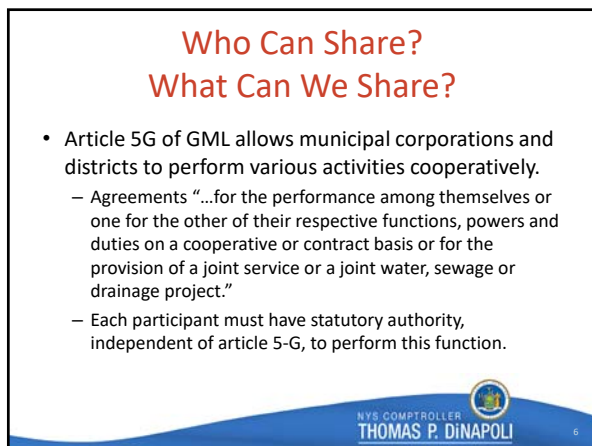 Who Can Share?
What Can We Share?
• Article 5G of GML allows municipal corporations and
districts to perform various activities cooperatively.
– Agreements “…for the performance among themselves or
one for the other of their respective functions, powers and
duties on a cooperative or contract basis or for the
provision of a joint service or a joint water, sewage or
drainage project.”
– Each participant must have statutory authority,
independent of article 5-G, to perform this function.
NYS COMPTROLLER
THOMAS P. DiNAPOLI
6